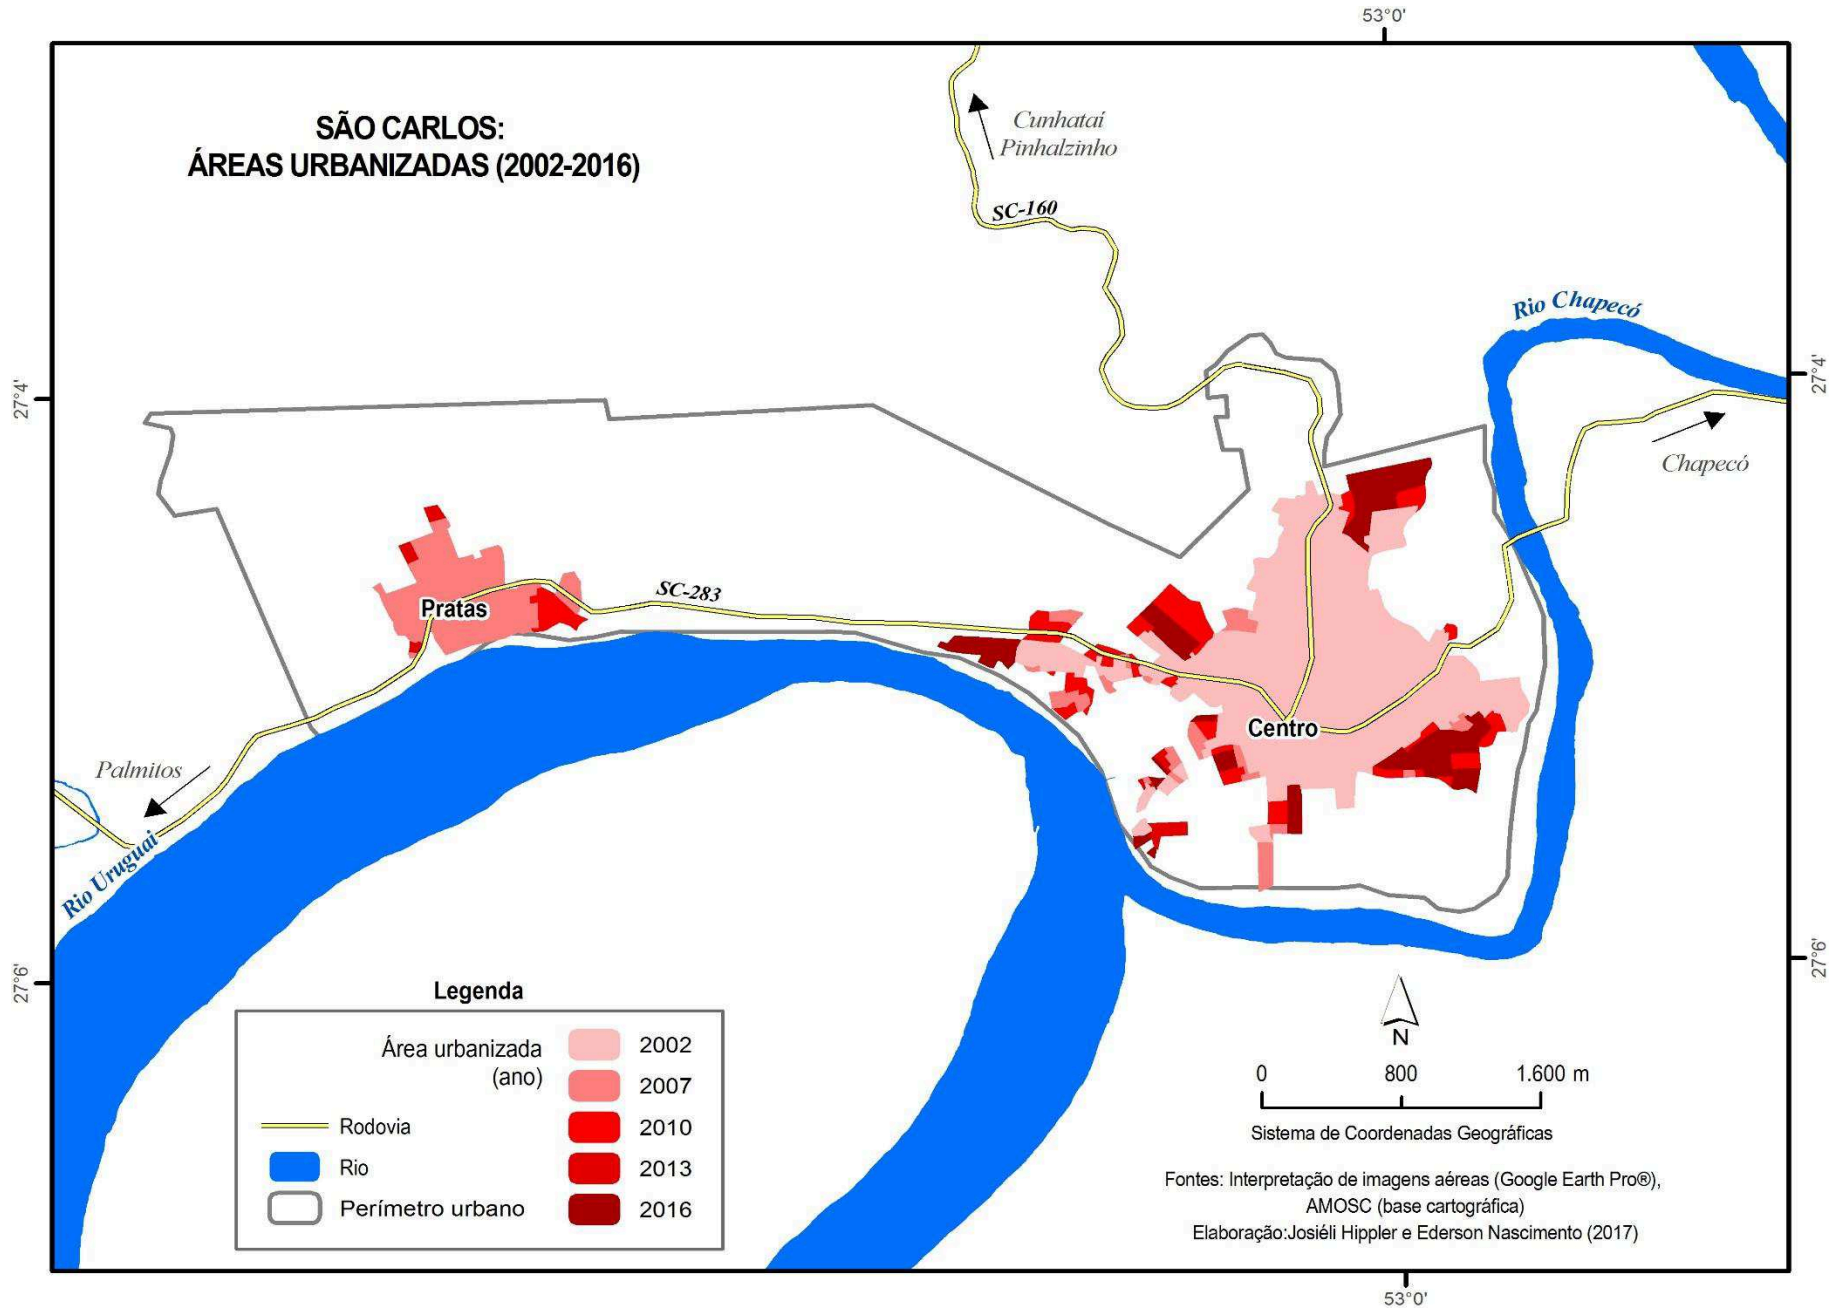 53°0'
SÃO CARLOS:
ÁREAS URBANIZADAS (2002-2016)
Cunhataí
Pinhalzinho
SC-160
Rio Chapecó
27°4'
27°4'
Chapecó
SC-283
Pratas
Centro
Palmitos
Rio Uruguai
27°6'
27°6'
Legenda
Área urbanizada
(ano)
2002
2007
2010
2013
2016
Rodovia
Rio
Perímetro urbano
N
0 800 1.600 m
Sistema de Coordenadas Geográficas
Fontes: Interpretação de imagens aéreas (Google Earth Pro®),
AMOSC (base cartográfica)
Elaboração:Josiéli Hippler e Ederson Nascimento (2017)
53°0'